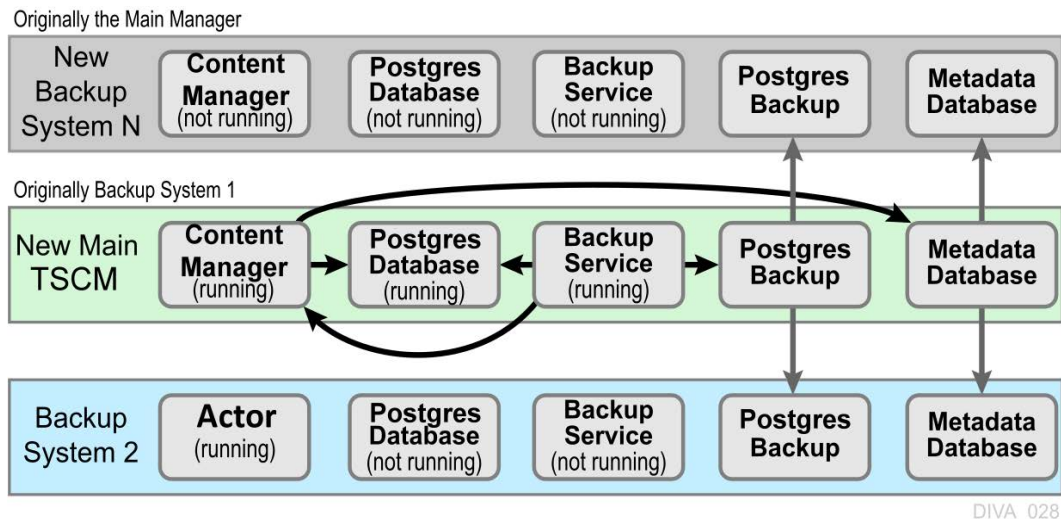 Originally the Main Manager
New
Backup
System N
Content
Manager
(not running)
Postgres
Database
(not running)
Backup
Service
(not running)
Postgres
Backup
Metadata
Database
Originally Backup System 1
New Main
TSCM
Content
Manager
(running)
Postgres
Database
(running)
Backup
Service
(running)
Postgres
Backup
Metadata
Database
Backup
System 2
Actor
(running)
Postgres
Database
(not running)
Backup
Service
(not running)
Postgres
Backup
Metadata
Database
DIVA_028